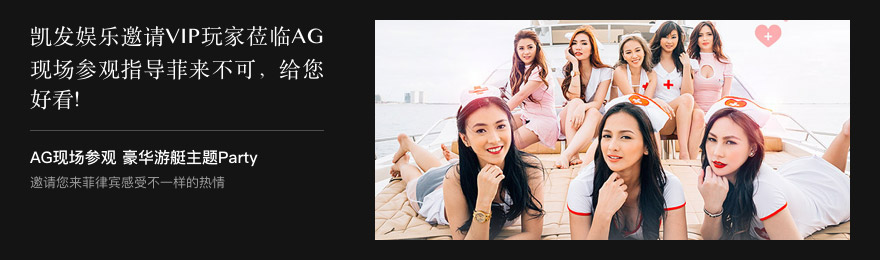 凯发娱乐邀请VIP玩家莅临AG
现场参观指导菲来不可，给您
好看!
AG现场参观 豪华游艇主题Party
邀请您来菲律宾感受不一样的热情